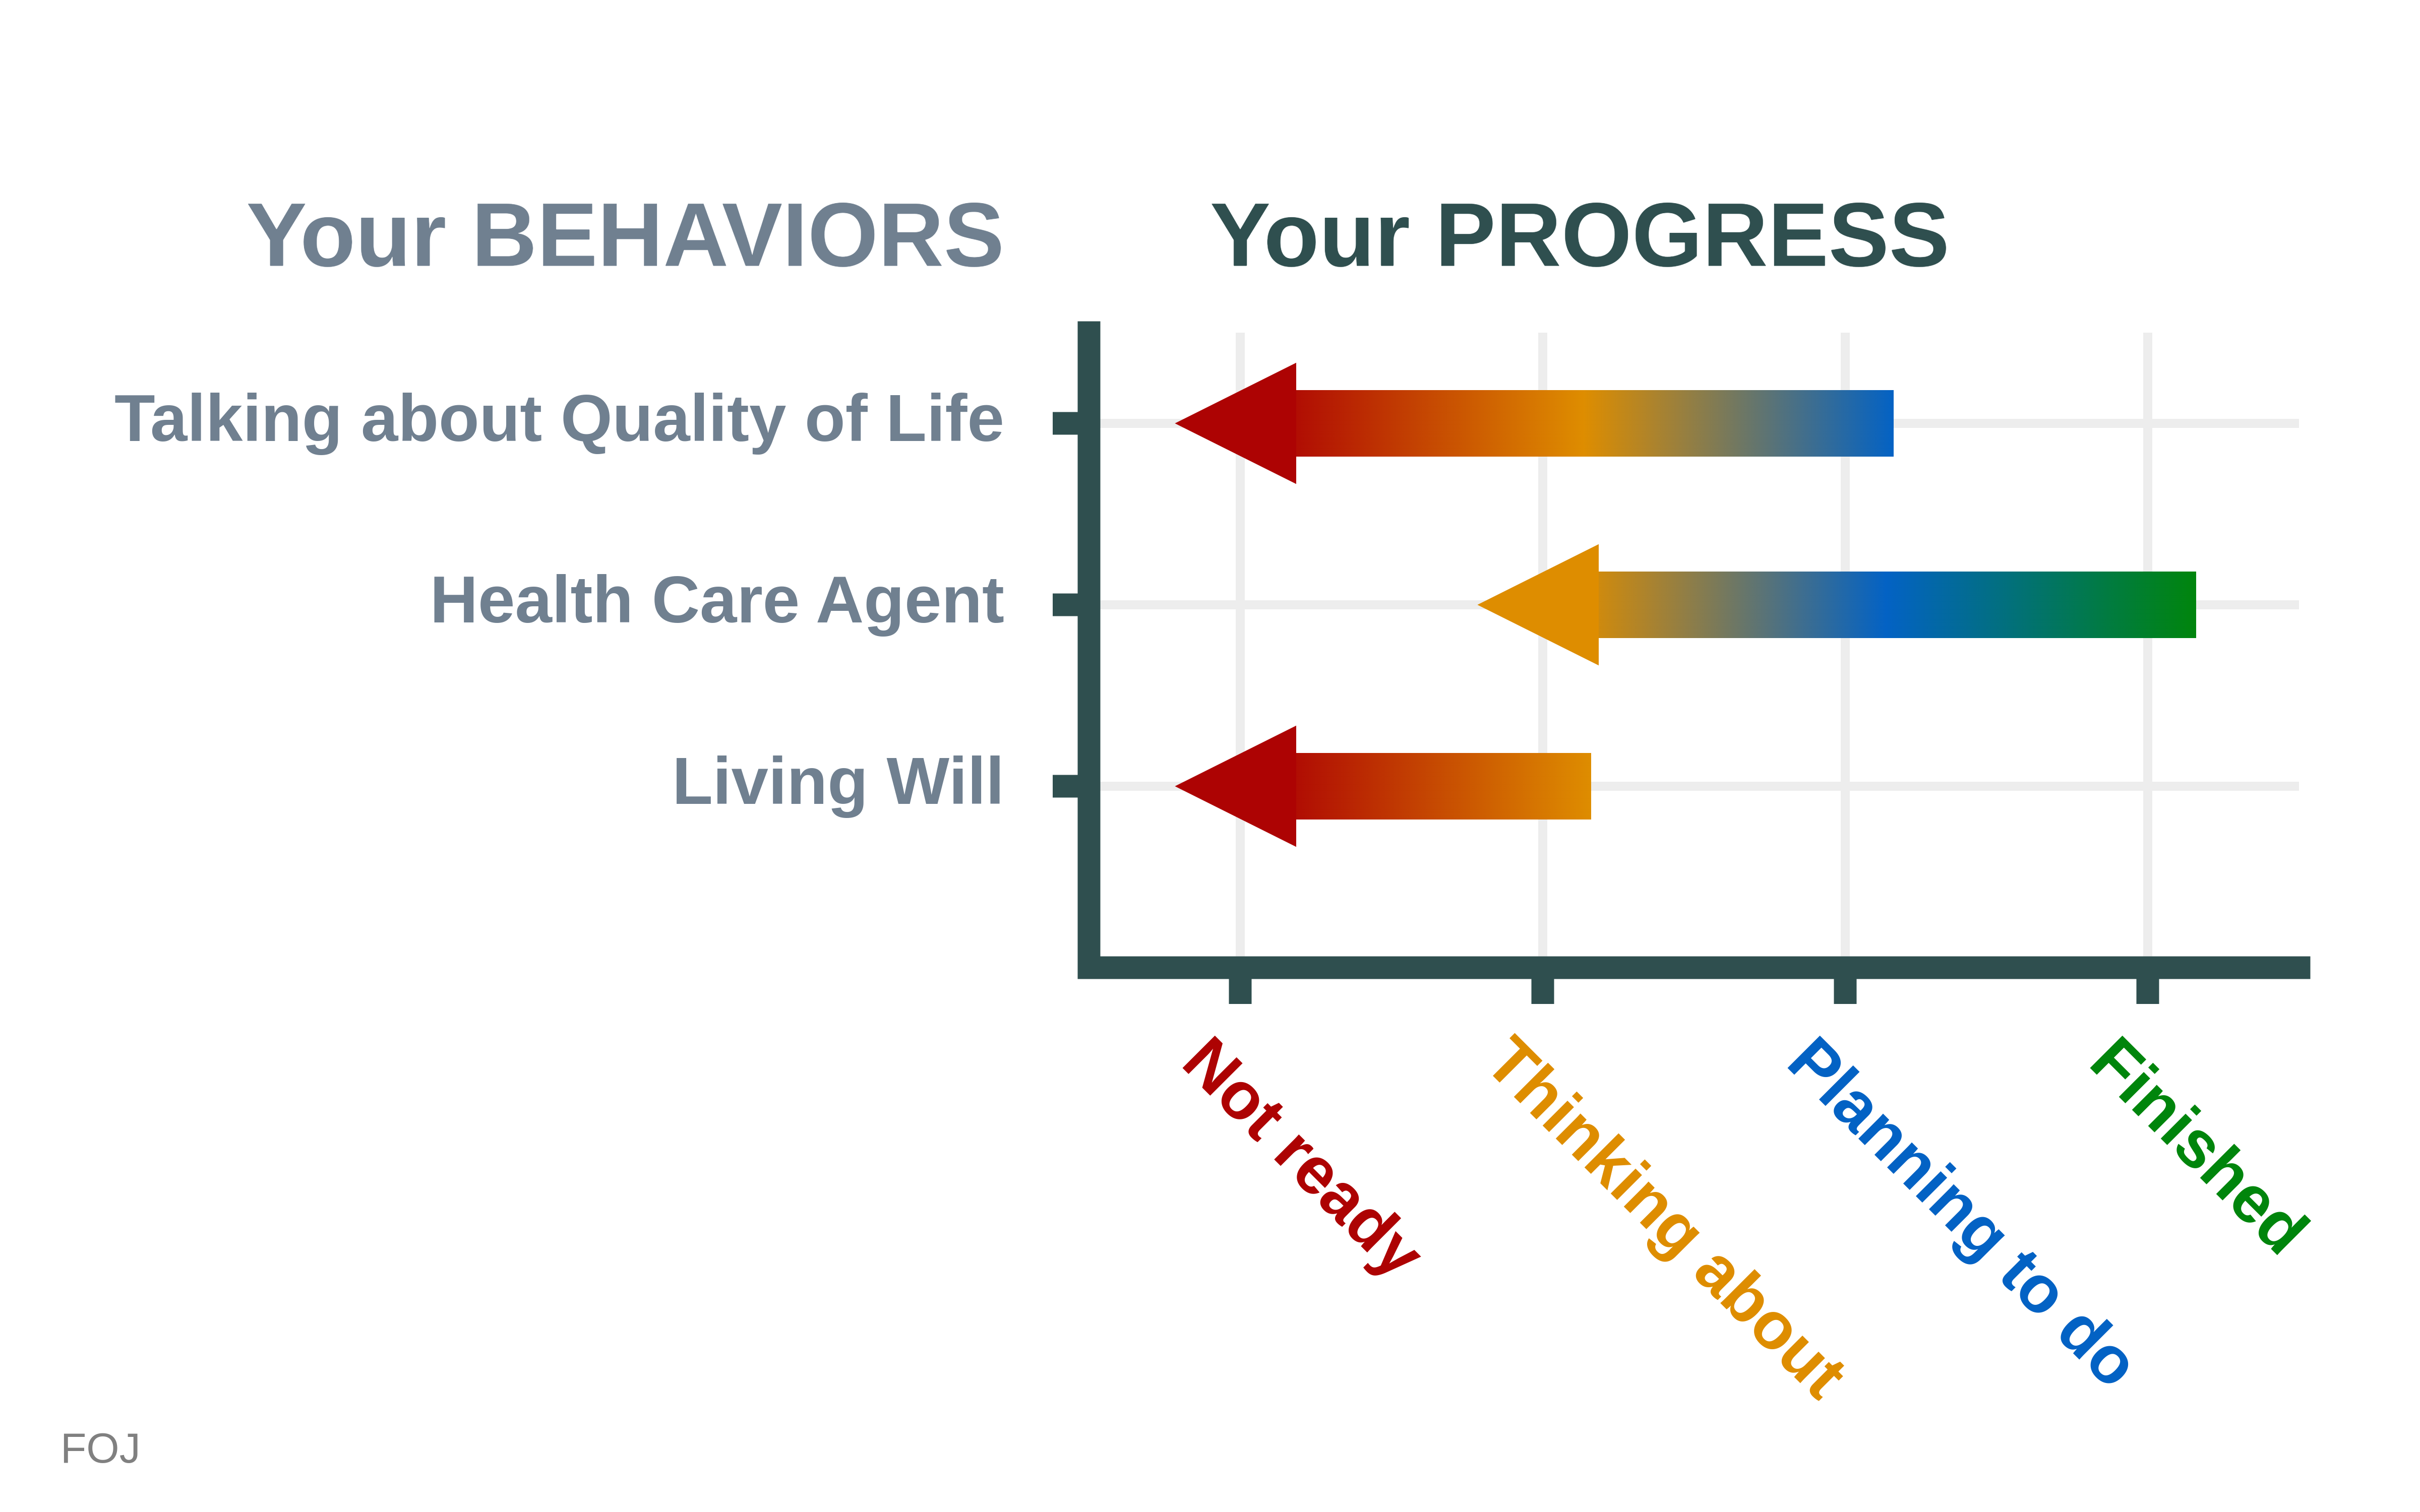 Your BEHAVIORS
Your PROGRESS
Talking about Quality of Life
Health Care Agent
Living Will
Not ready
Thinking about
Planning to do
Finished
FOJ